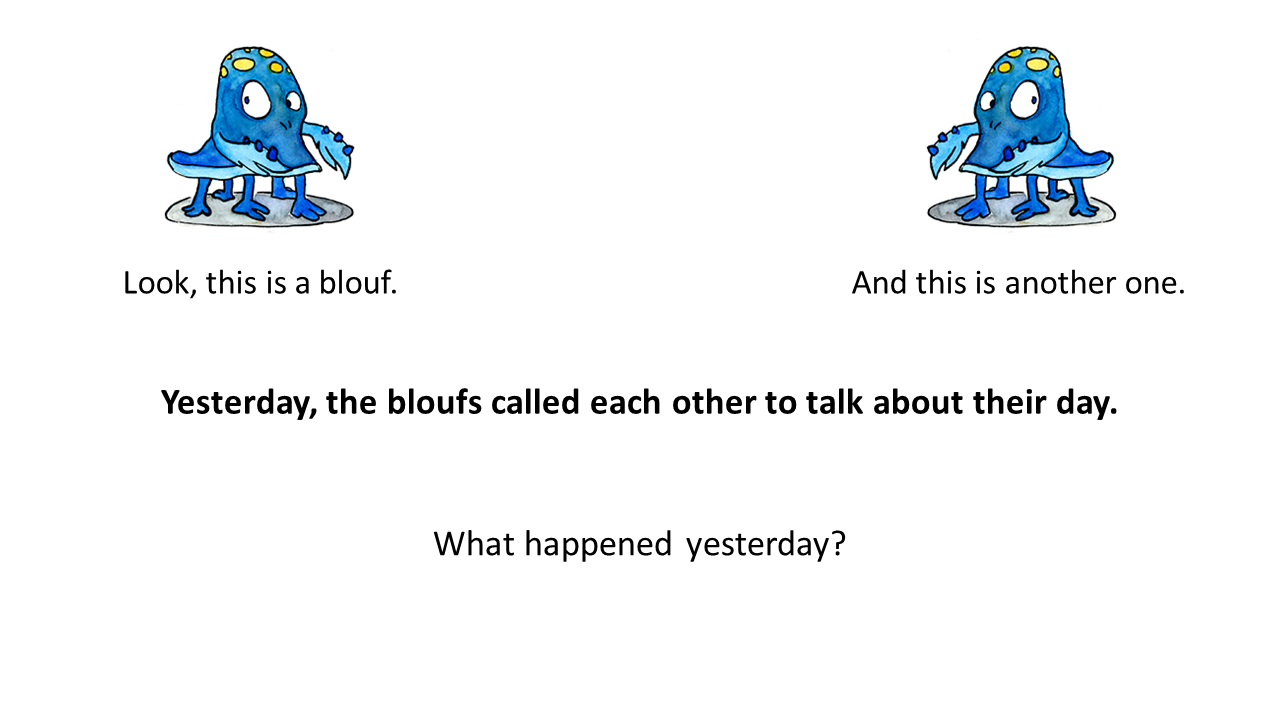 Look, this is a blouf.
And this is another one.
Yesterday, the bloufs called each other to talk about their day.
What happened yesterday?